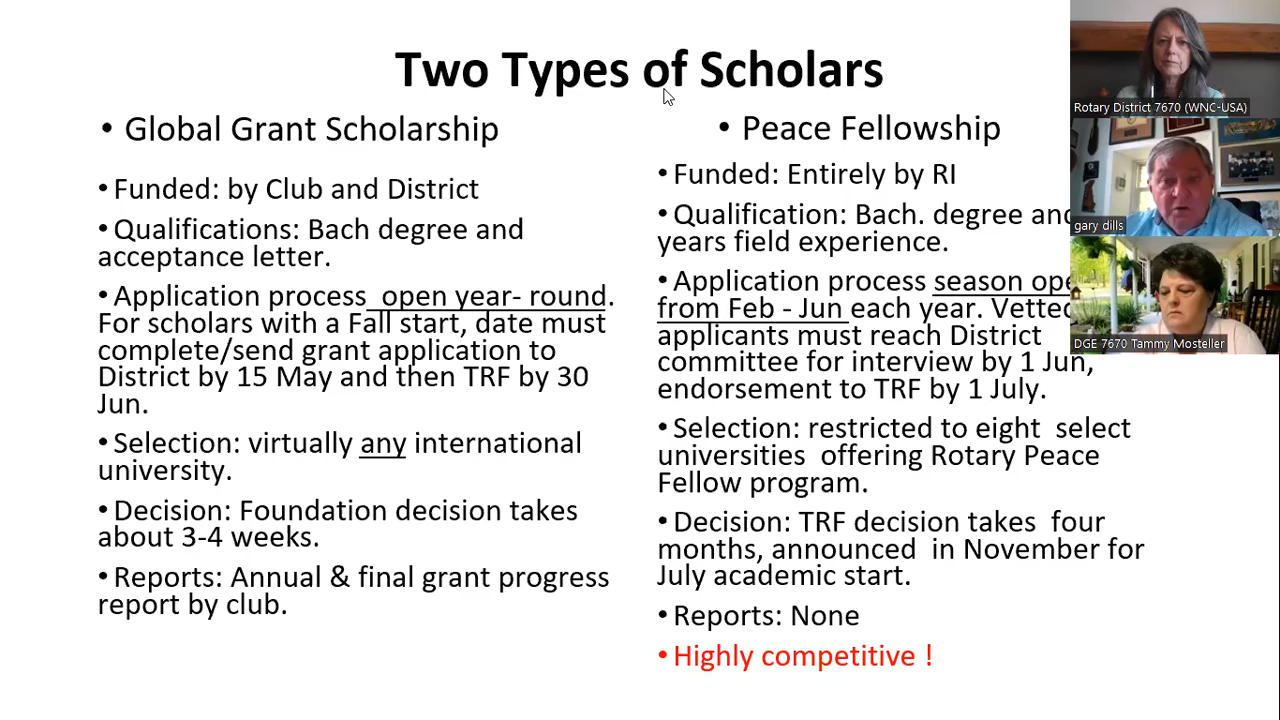 Two Types of Scholars
• Global Grant Scholarship
• Funded: by Club and District
• Qualifications: Bach degree and
acceptance letter.
• Application process open year- round.
For scholars with a Fall start, date must
complete/send grant application to
District by 15 May and then TRF by 30
Jun.
• Selection: virtually any international
university.
• Decision: Foundation decision takes
about 3-4 weeks.
• Reports: Annual & final grant progress
report by club.
• Peace Fellowship
• Funded: Entirely by RI
• Qualification: Bach. degree and
years field experience.
• Application process season ope
from Feb - Jun each year. Vetted
applicants must reach District
committee for interview by 1 Jun,
endorsement to TRF by 1 July.
• Selection: restricted to eight select
universities offering Rotary Peace
Fellow program.
• Decision: TRF decision takes four
months, announced in November for
July academic start.
• Reports: None
• Highly competitive !
Rotary District 7670 (WNC-USA)
gary dills
DGE 7670 Tammy Mosteller